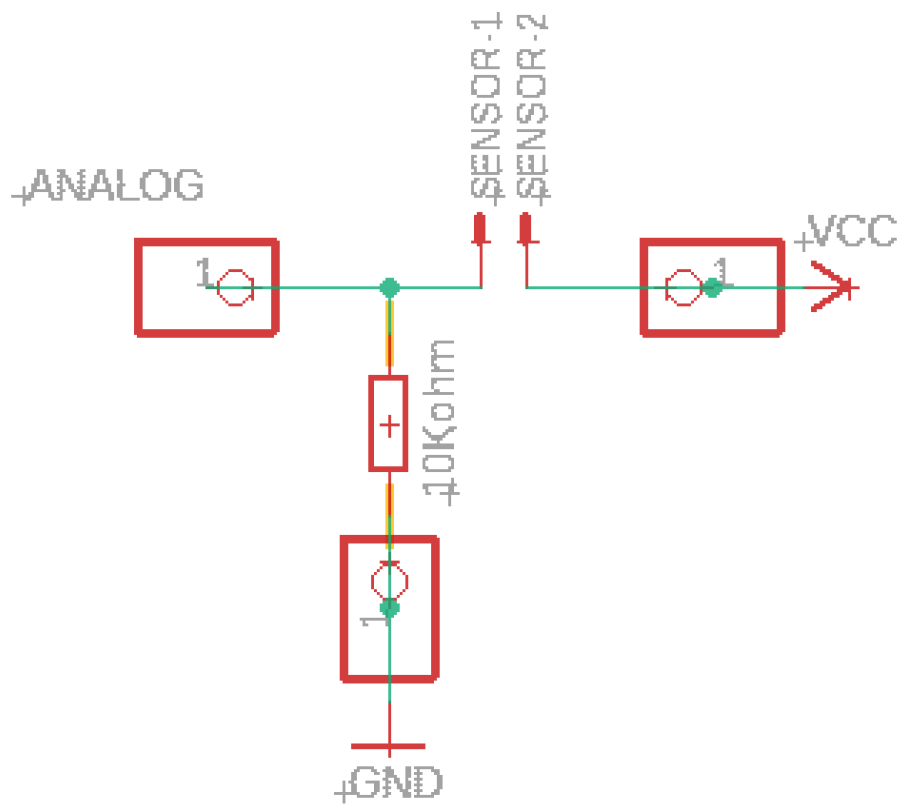 SENSOR-1
SENSOR-2
ANALOG
VCC
1
1
10Kohm
1
GND